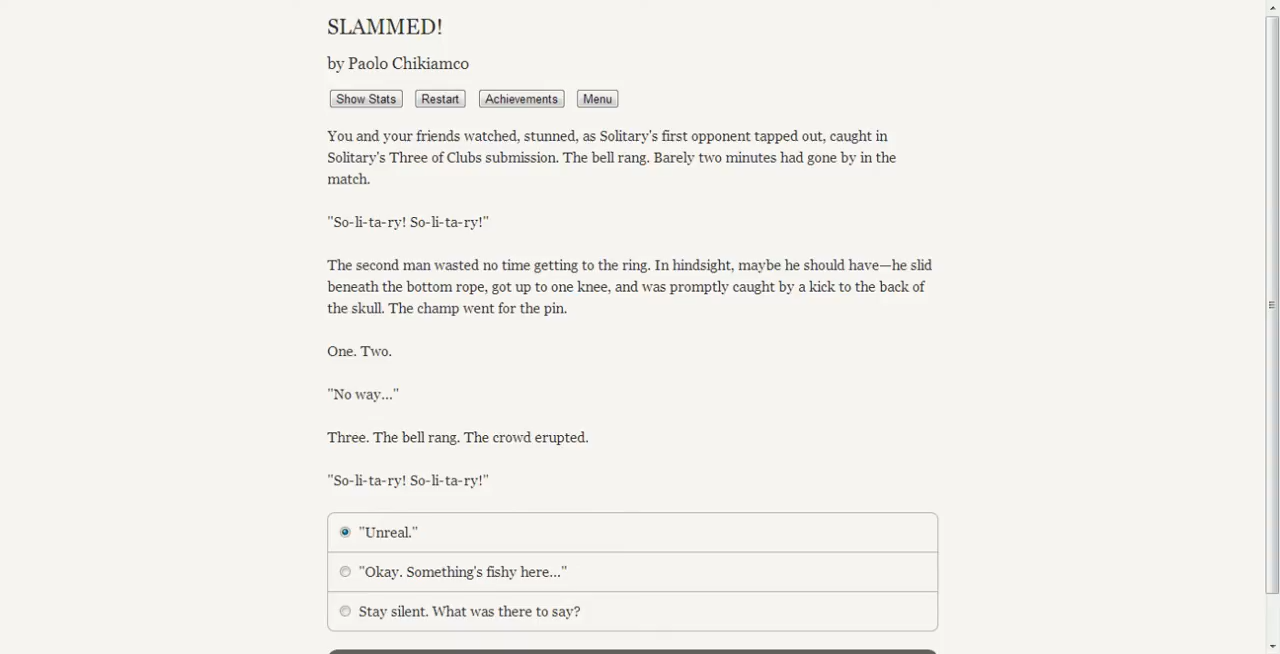 SLAMMED!
by Paolo Chikiamco
Show Stats Restart Achievements Menu
You and your friends watched, stunned, as Solitary's first opponent tapped out, caught in
Solitary's Three of Clubs submission. The bell rang. Barely two minutes had gone by in the
match.
"So-li-ta-ry! So-li-ta-ry!"
The second man wasted no time getting to the ring. In hindsight, maybe he should have—he slid
beneath the bottom rope, got up to one knee, and was promptly caught by a kick to the back of
the skull. The champ went for the pin.
One. Two.
"No way..."
Three. The bell rang. The crowd erupted.
"So-li-ta-ry! So-li-ta-ry!"
"Unreal."
"Okay. Something's fishy here..."
Stay silent. What was there to say?